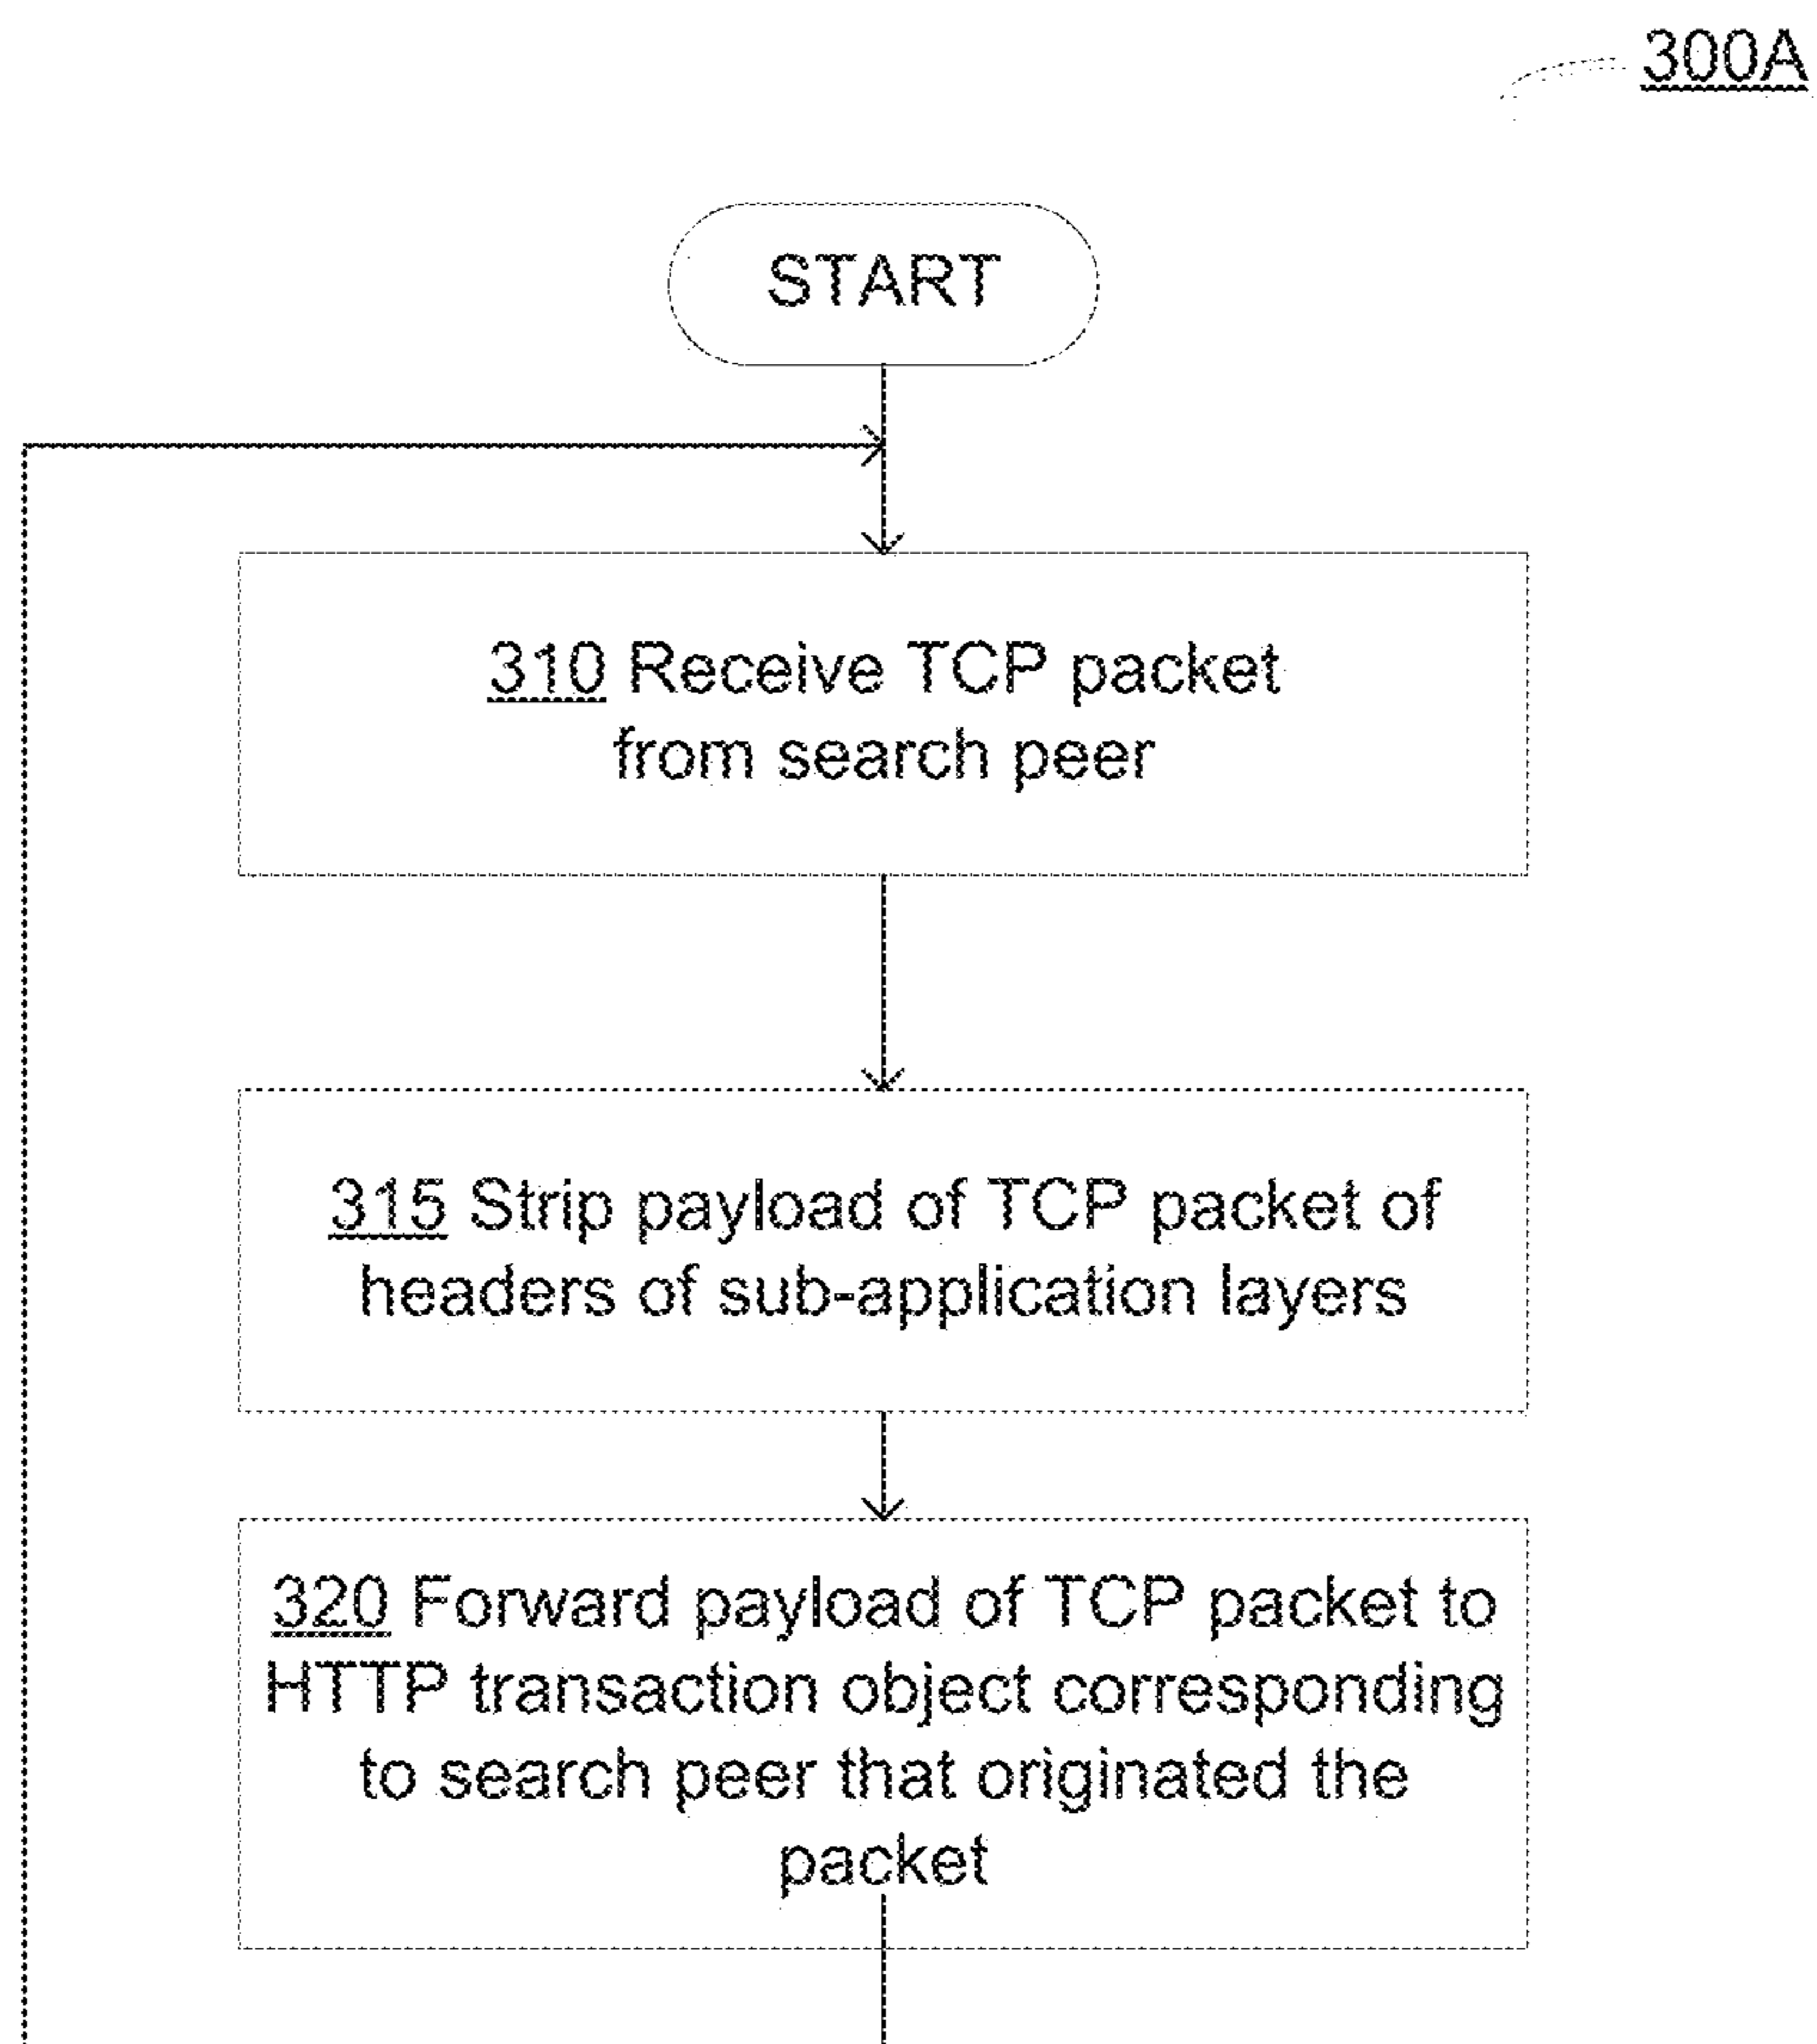 300A
START
310 Receive TCP packet
from search peer
315 Strip payload of TCP packet of
headers of sub-application layers
320 Forward payload of TCP packet to
HTTP transaction object corresponding
to search peer that originated the
packet